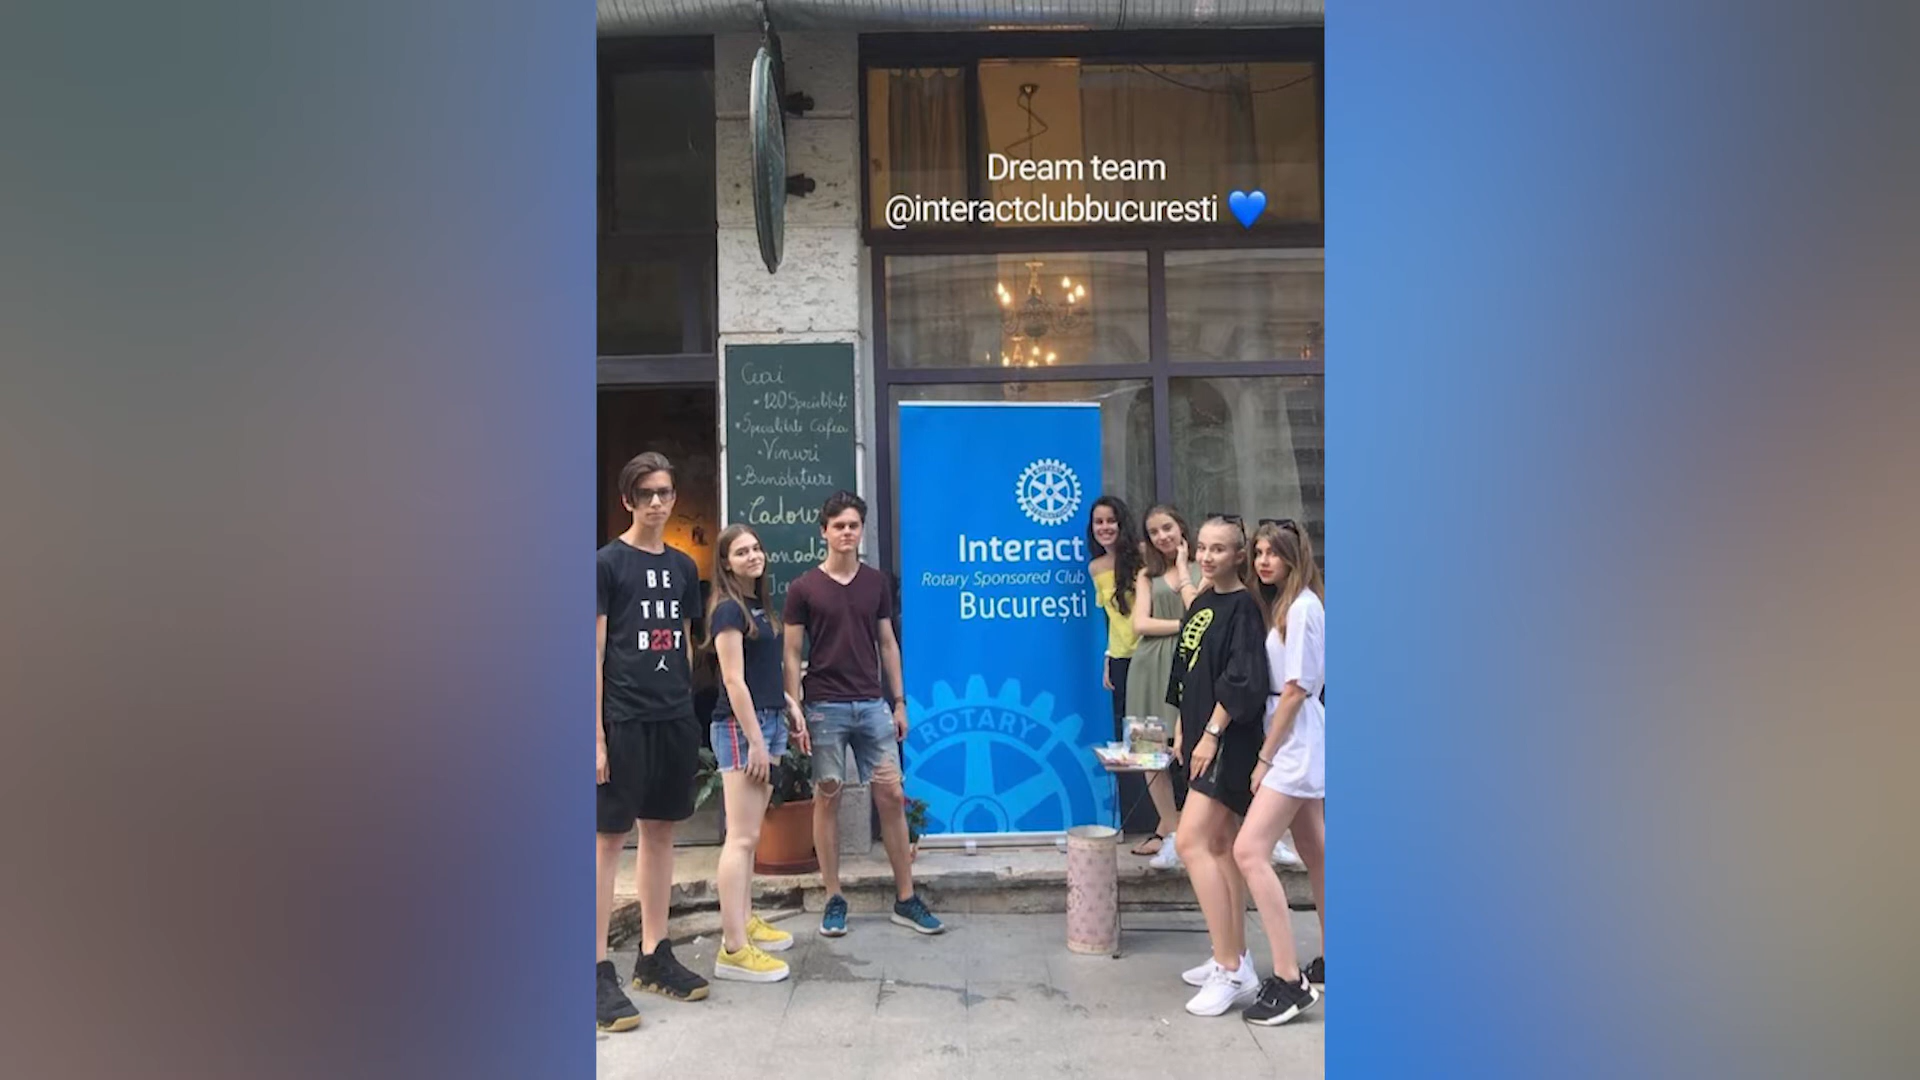 Dream team
@interactclubbucuresti 💙
Ceai
• 120 Specialități
• Specialități Cafea
• Vinuri
• Bunătățuri
Interact
Rotary Sponsored Club
București
BE
THE
B23T
ROTARY